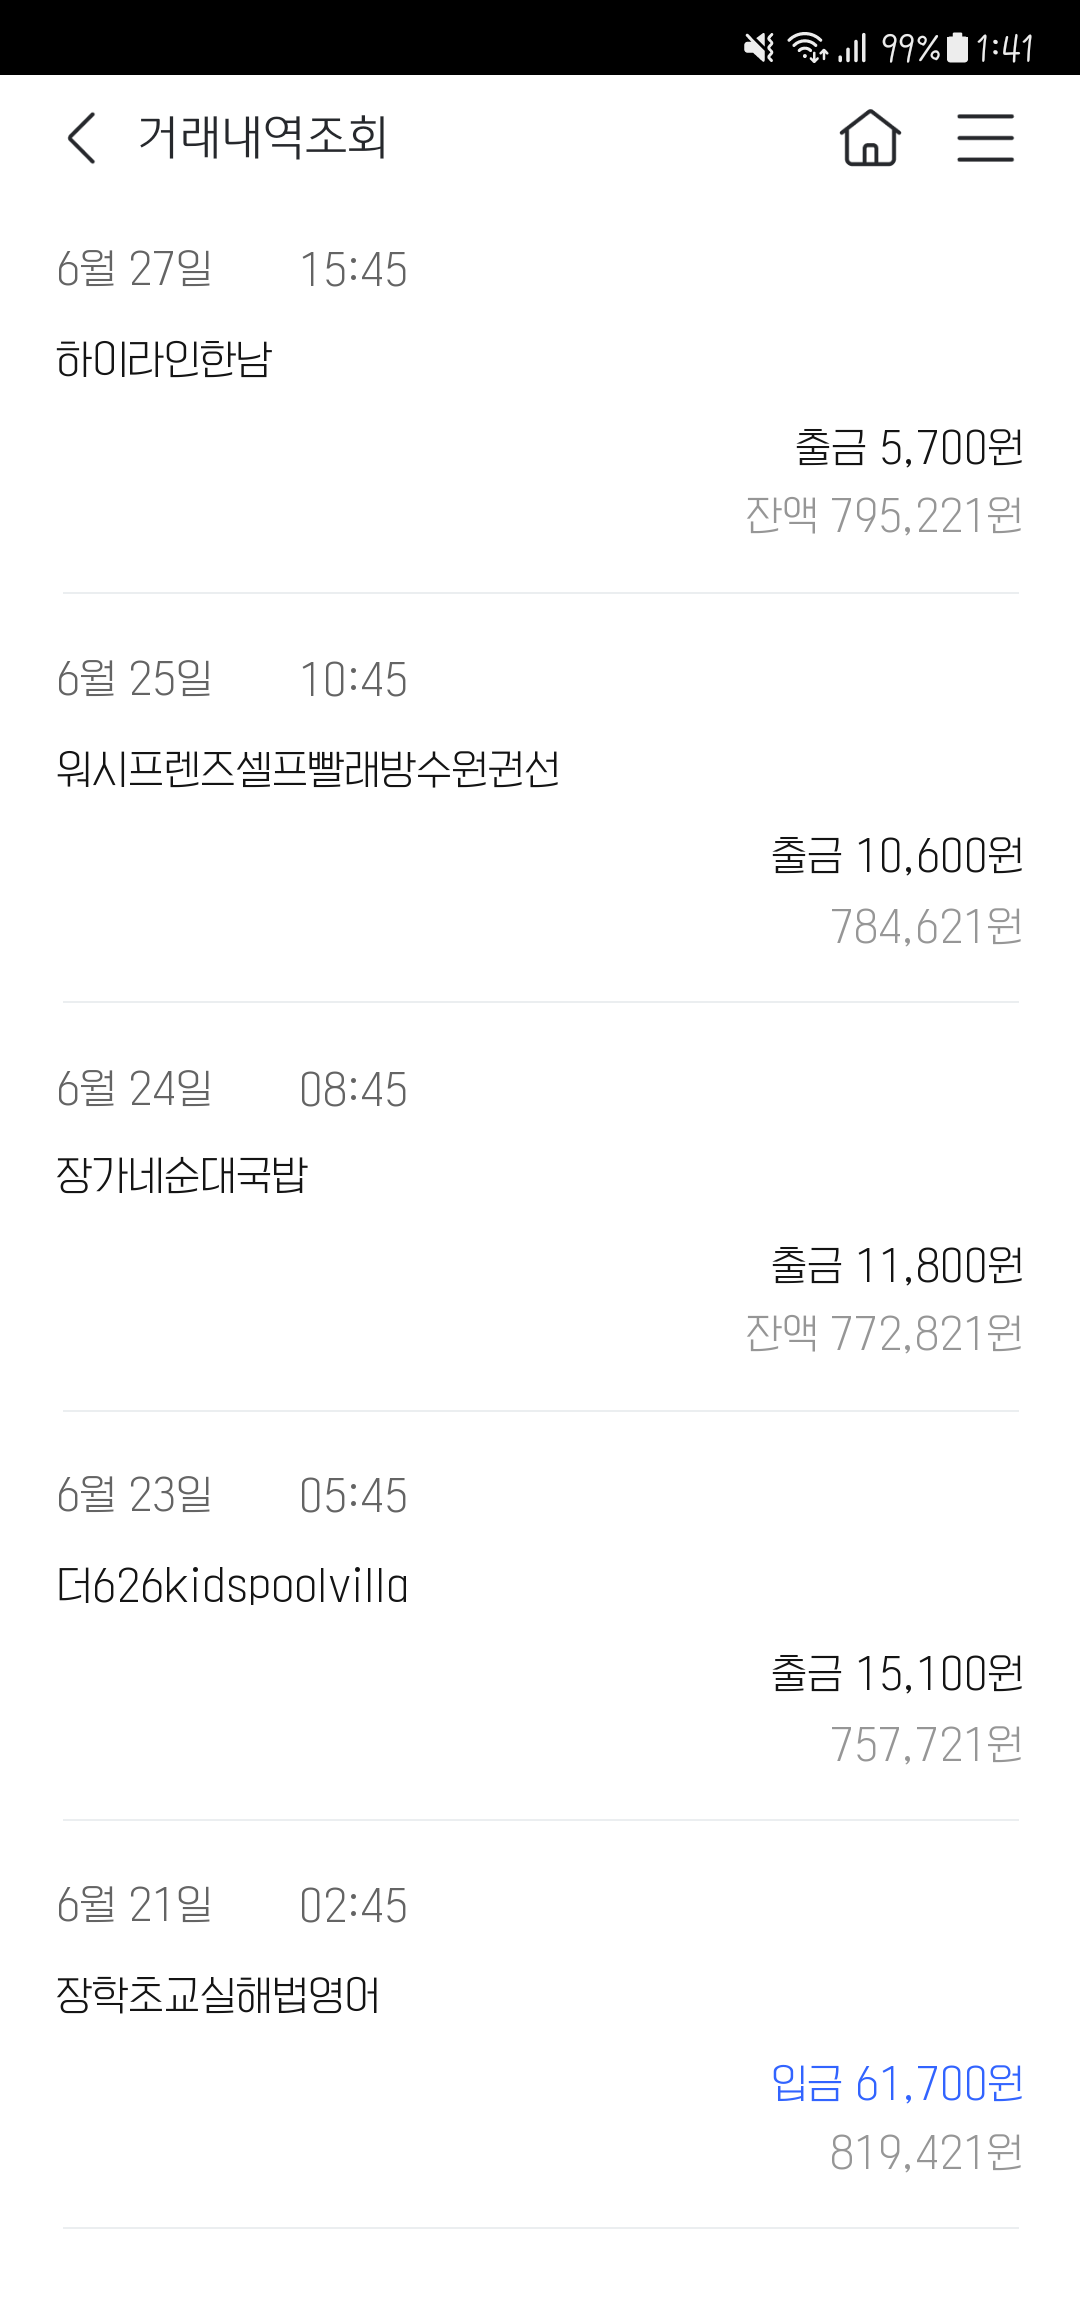 99% 1:41
거래내역조회
6월 27일 15:45
하이라인한남
출금 5,700원
잔액 795,221원
6월 25일 10:45
워시프렌즈셀프빨래방수원권선
출금 10,600원
784,621원
6월 24일 08:45
장가네순대국밥
출금 11,800원
잔액 772,821원
6월 23일 05:45
더626kidspoolvilla
출금 15,100원
757,721원
6월 21일 02:45
장학초교실해법영어
입금 61,700원
819,421원